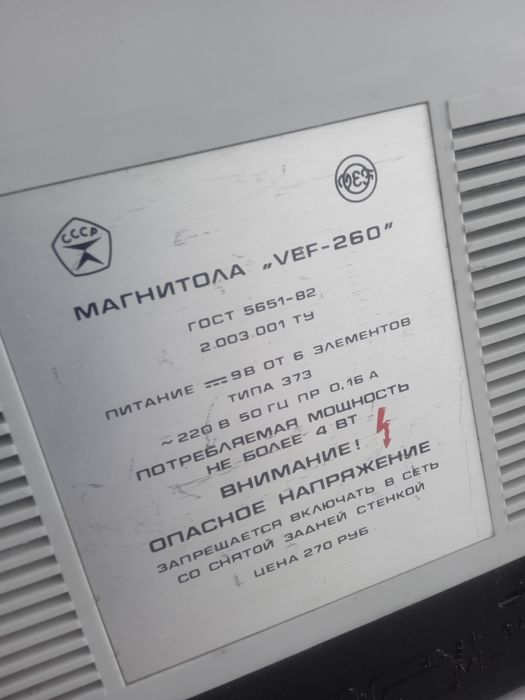 СССР
VEF
МАГНИТОЛА „VEF-260"
ГОСТ 5651-82
2.003.001 ТУ
ПИТАНИЕ ⎓ 9В ОТ 6 ЭЛЕМЕНТОВ
ТИПА 373
~ 220 В 50 ГЦ ПР 0,16 А
ПОТРЕБЛЯЕМАЯ МОЩНОСТЬ
НЕ БОЛЕЕ 4 ВТ
ВНИМАНИЕ!
ОПАСНОЕ НАПРЯЖЕНИЕ
ЗАПРЕЩАЕТСЯ ВКЛЮЧАТЬ В СЕТЬ
СО СНЯТОЙ ЗАДНЕЙ СТЕНКОЙ
ЦЕНА 270 РУБ